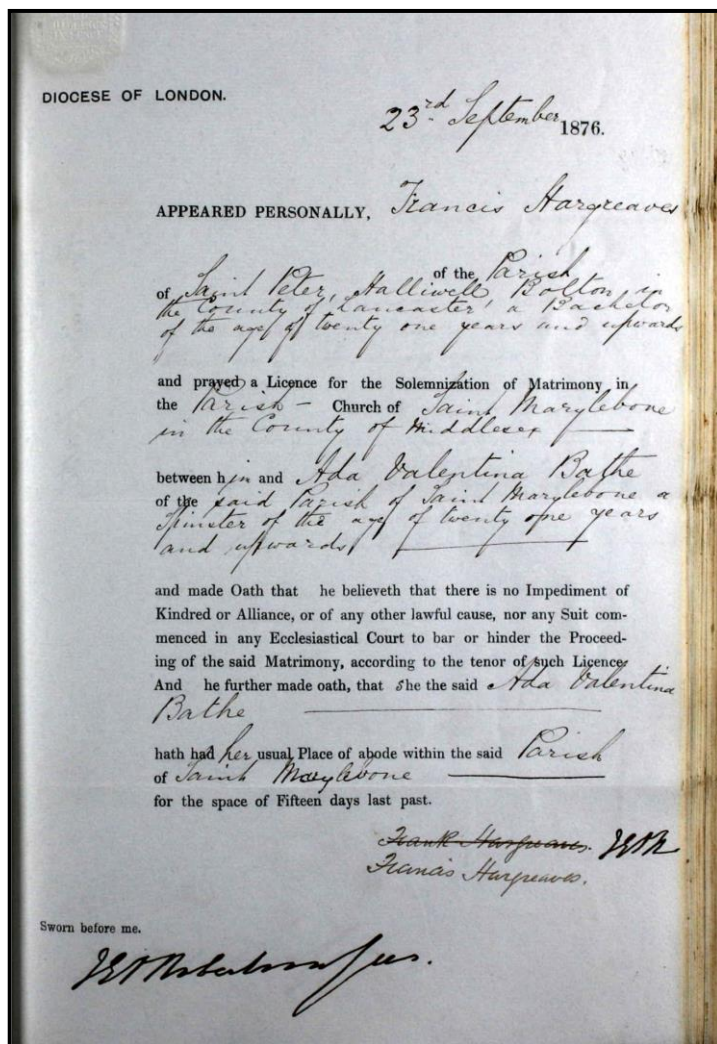 DIOCESE OF LONDON.
23rd September 1876.
APPEARED PERSONALLY, Francis Hargreaves
of the Parish
of Saint Peter, Halliwell Bolton in
the County of Lancaster, a Bachelor
of the age of twenty one years and upwards
and prayed a Licence for the Solemnization of Matrimony in
the Parish — Church of Saint Marylebone
in the County of Middlesex
between him and Ada Valentina Bathe
of the said Parish of Saint Marylebone a
Spinster of the age of twenty one years
and upwards
and made Oath that he believeth that there is no Impediment of
Kindred or Alliance, or of any other lawful cause, nor any Suit com-
menced in any Ecclesiastical Court to bar or hinder the Proceed-
ing of the said Matrimony, according to the tenor of such Licence.
And he further made oath, that she the said Ada Valentina
Bathe
hath had her usual Place of abode within the said Parish
of Saint Marylebone
for the space of Fifteen days last past.
Frank Hargreaves.
Francis Hargreaves.
Sworn before me.